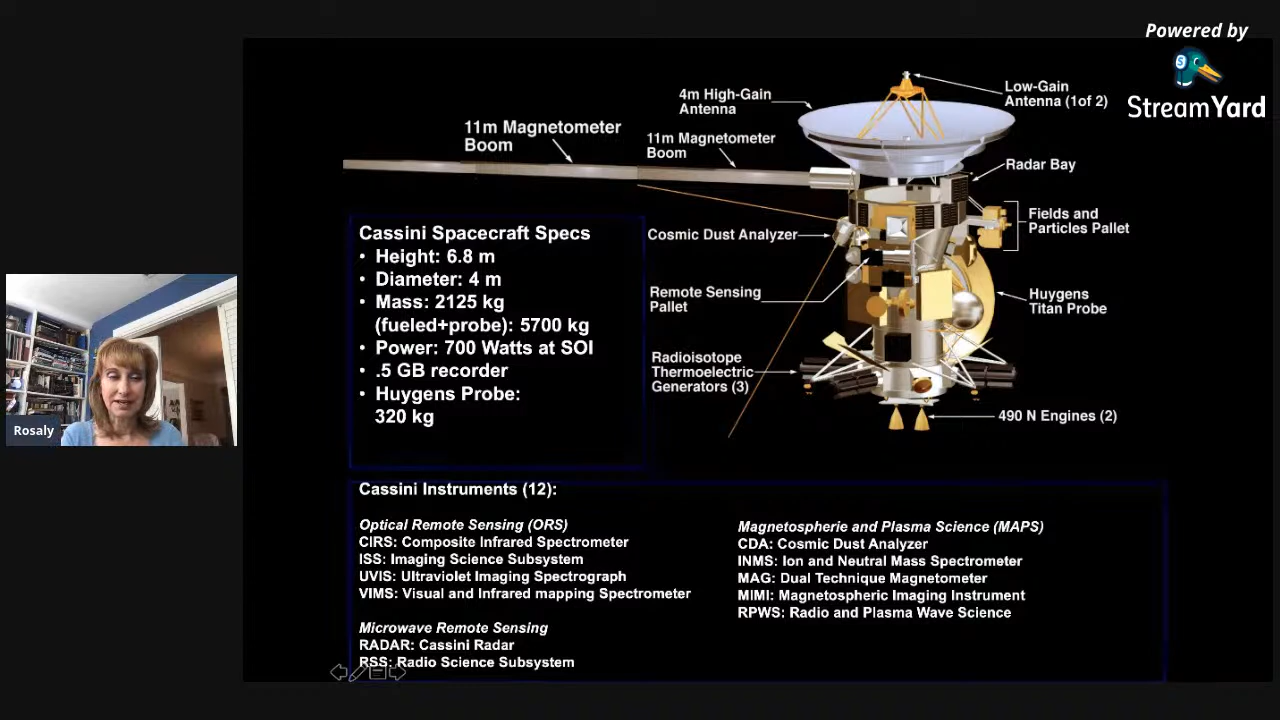 Powered by
StreamYard
Low-Gain
Antenna (1of 2)
4m High-Gain
Antenna
11m Magnetometer
Boom
11m Magnetometer
Boom
Radar Bay
Fields and
Particles Pallet
Cosmic Dust Analyzer
Remote Sensing
Pallet
Huygens
Titan Probe
Radioisotope
Thermoelectric
Generators (3)
490 N Engines (2)
Cassini Spacecraft Specs
• Height: 6.8 m
• Diameter: 4 m
• Mass: 2125 kg
(fueled+probe): 5700 kg
• Power: 700 Watts at SOI
• .5 GB recorder
• Huygens Probe:
320 kg
Rosaly
Cassini Instruments (12):
Optical Remote Sensing (ORS)
CIRS: Composite Infrared Spectrometer
ISS: Imaging Science Subsystem
UVIS: Ultraviolet Imaging Spectrograph
VIMS: Visual and Infrared mapping Spectrometer
Microwave Remote Sensing
RADAR: Cassini Radar
RSS: Radio Science Subsystem
Magnetospherie and Plasma Science (MAPS)
CDA: Cosmic Dust Analyzer
INMS: Ion and Neutral Mass Spectrometer
MAG: Dual Technique Magnetometer
MIMI: Magnetospheric Imaging Instrument
RPWS: Radio and Plasma Wave Science